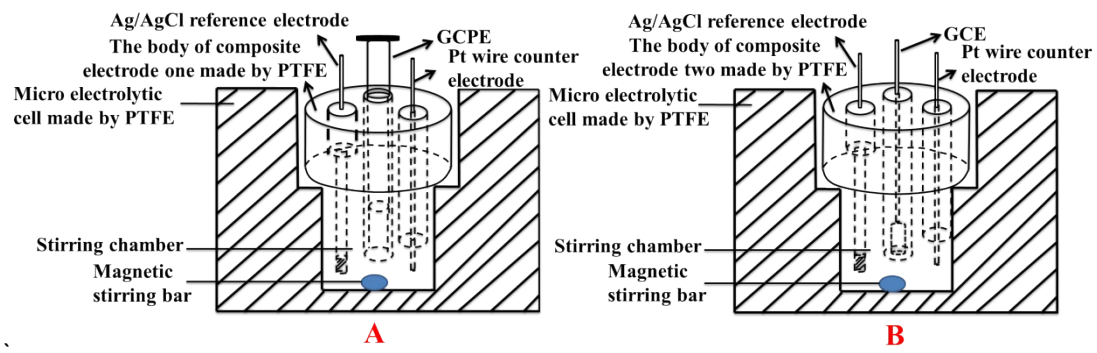 Ag/AgCl reference electrode
GCPE
The body of composite
electrode one made by PTFE
Pt wire counter
electrode
Micro electrolytic
cell made by PTFE
Stirring chamber
Magnetic
stirring bar
A
Ag/AgCl reference electrode
GCE
The body of composite
electrode two made by PTFE
Pt wire counter
electrode
Micro electrolytic
cell made by PTFE
Stirring chamber
Magnetic
stirring bar
B